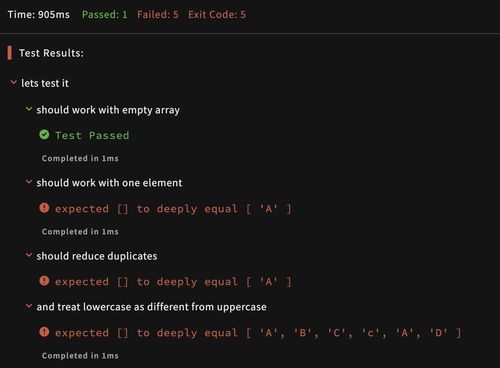 Time: 905ms Passed: 1 Failed: 5 Exit Code: 5
Test Results:
lets test it
should work with empty array
Test Passed
Completed in 1ms
should work with one element
expected [] to deeply equal [ 'A' ]
Completed in 1ms
should reduce duplicates
expected [] to deeply equal [ 'A' ]
and treat lowercase as different from uppercase
expected [] to deeply equal [ 'A', 'B', 'C', 'c', 'A', 'D' ]
Completed in 1ms